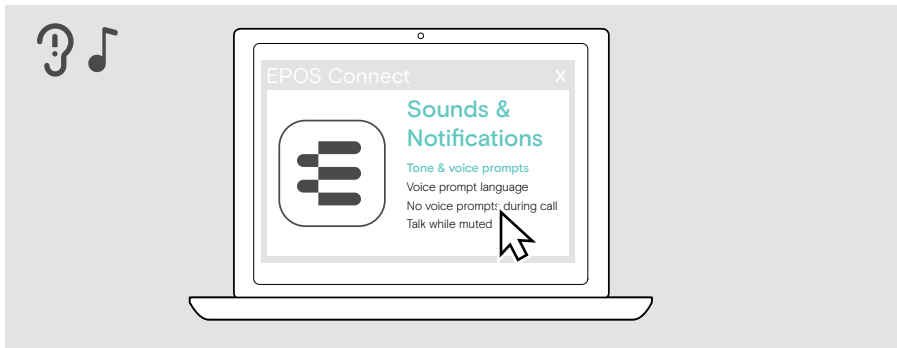 EPOS Connect X
Sounds &
Notifications
Tone & voice prompts
Voice prompt language
No voice prompts during call
Talk while muted